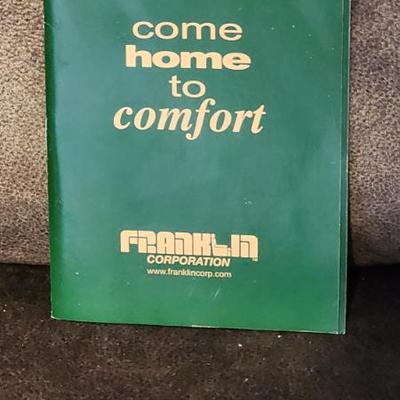 come
home
to
comfort
FRANKLIN
CORPORATION
www.franklincorp.com